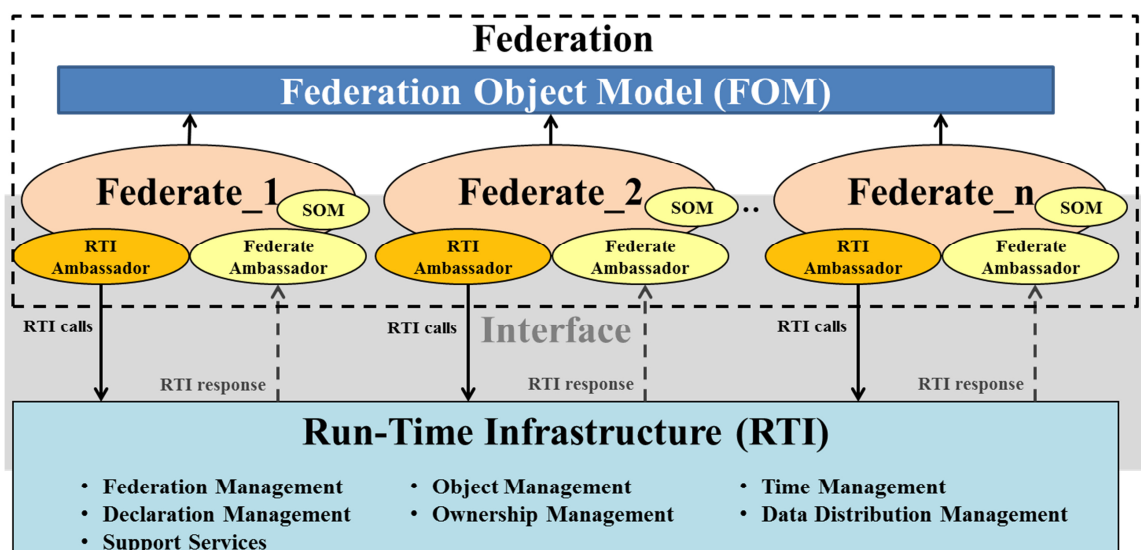 Federation
Federation Object Model (FOM)
Federate_1
SOM
RTI
Ambassador
Federate
Ambassador
Federate_2
SOM
RTI
Ambassador
Federate
Ambassador
..
Federate_n
SOM
RTI
Ambassador
Federate
Ambassador
RTI calls
RTI calls
Interface
RTI calls
RTI response
RTI response
RTI response
Run-Time Infrastructure (RTI)
• Federation Management
• Declaration Management
• Support Services
• Object Management
• Ownership Management
• Time Management
• Data Distribution Management